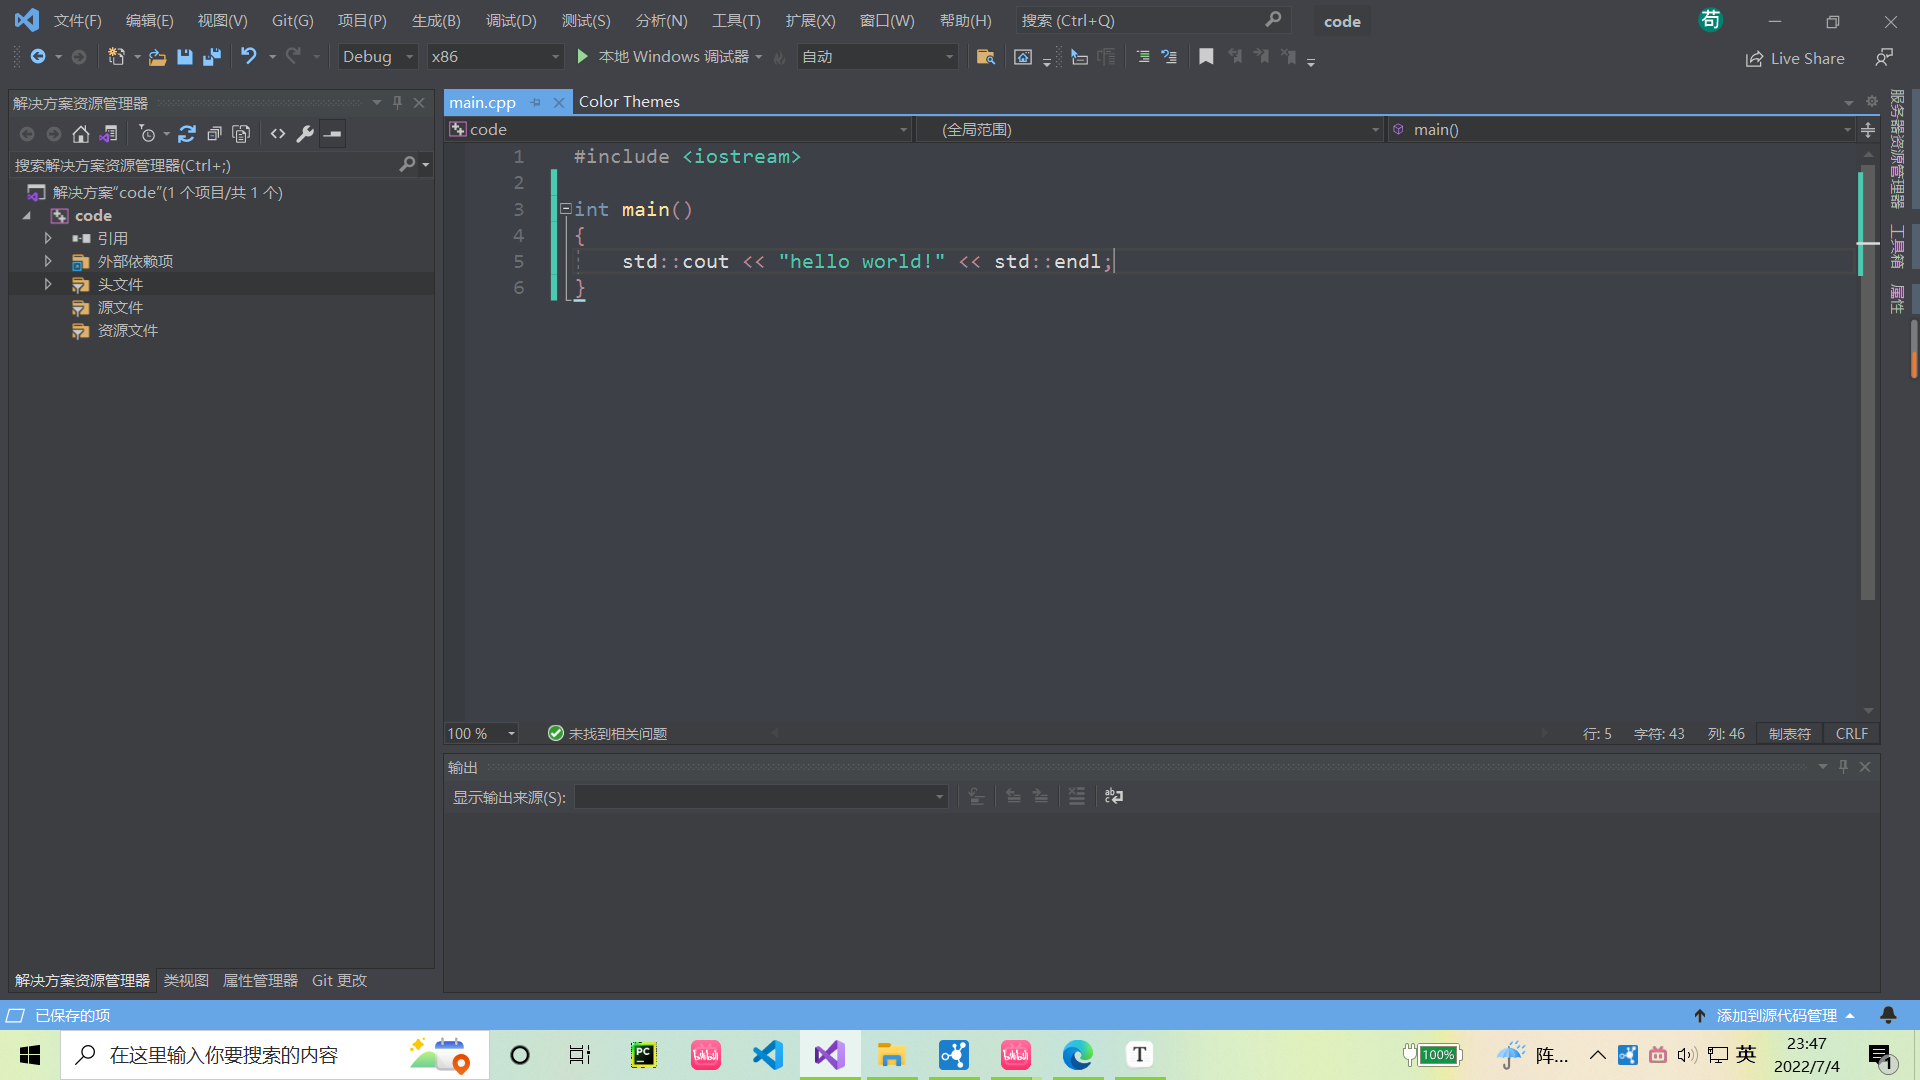 文件(F) 编辑(E) 视图(V) Git(G) 项目(P) 生成(B) 调试(D) 测试(S) 分析(N) 工具(T) 扩展(X) 窗口(W) 帮助(H) 搜索 (Ctrl+Q) code 苟
Debug x86 本地 Windows 调试器 自动 Live Share
解决方案资源管理器
搜索解决方案资源管理器(Ctrl+;)
解决方案"code"(1 个项目/共 1 个)
code
引用
外部依赖项
头文件
源文件
资源文件
解决方案资源管理器 类视图 属性管理器 Git 更改
main.cpp Color Themes
code (全局范围) main()
1 #include <iostream>
2
3 int main()
4 {
5 std::cout << "hello world!" << std::endl;
6 }
100 % 未找到相关问题 行: 5 字符: 43 列: 46 制表符 CRLF
输出
显示输出来源(S):
服务器资源管理器
工具箱
属性
已保存的项 添加到源代码管理
在这里输入你要搜索的内容 PC bilibili bilibili T 100% 阵... 英 23:47
2022/7/4 1